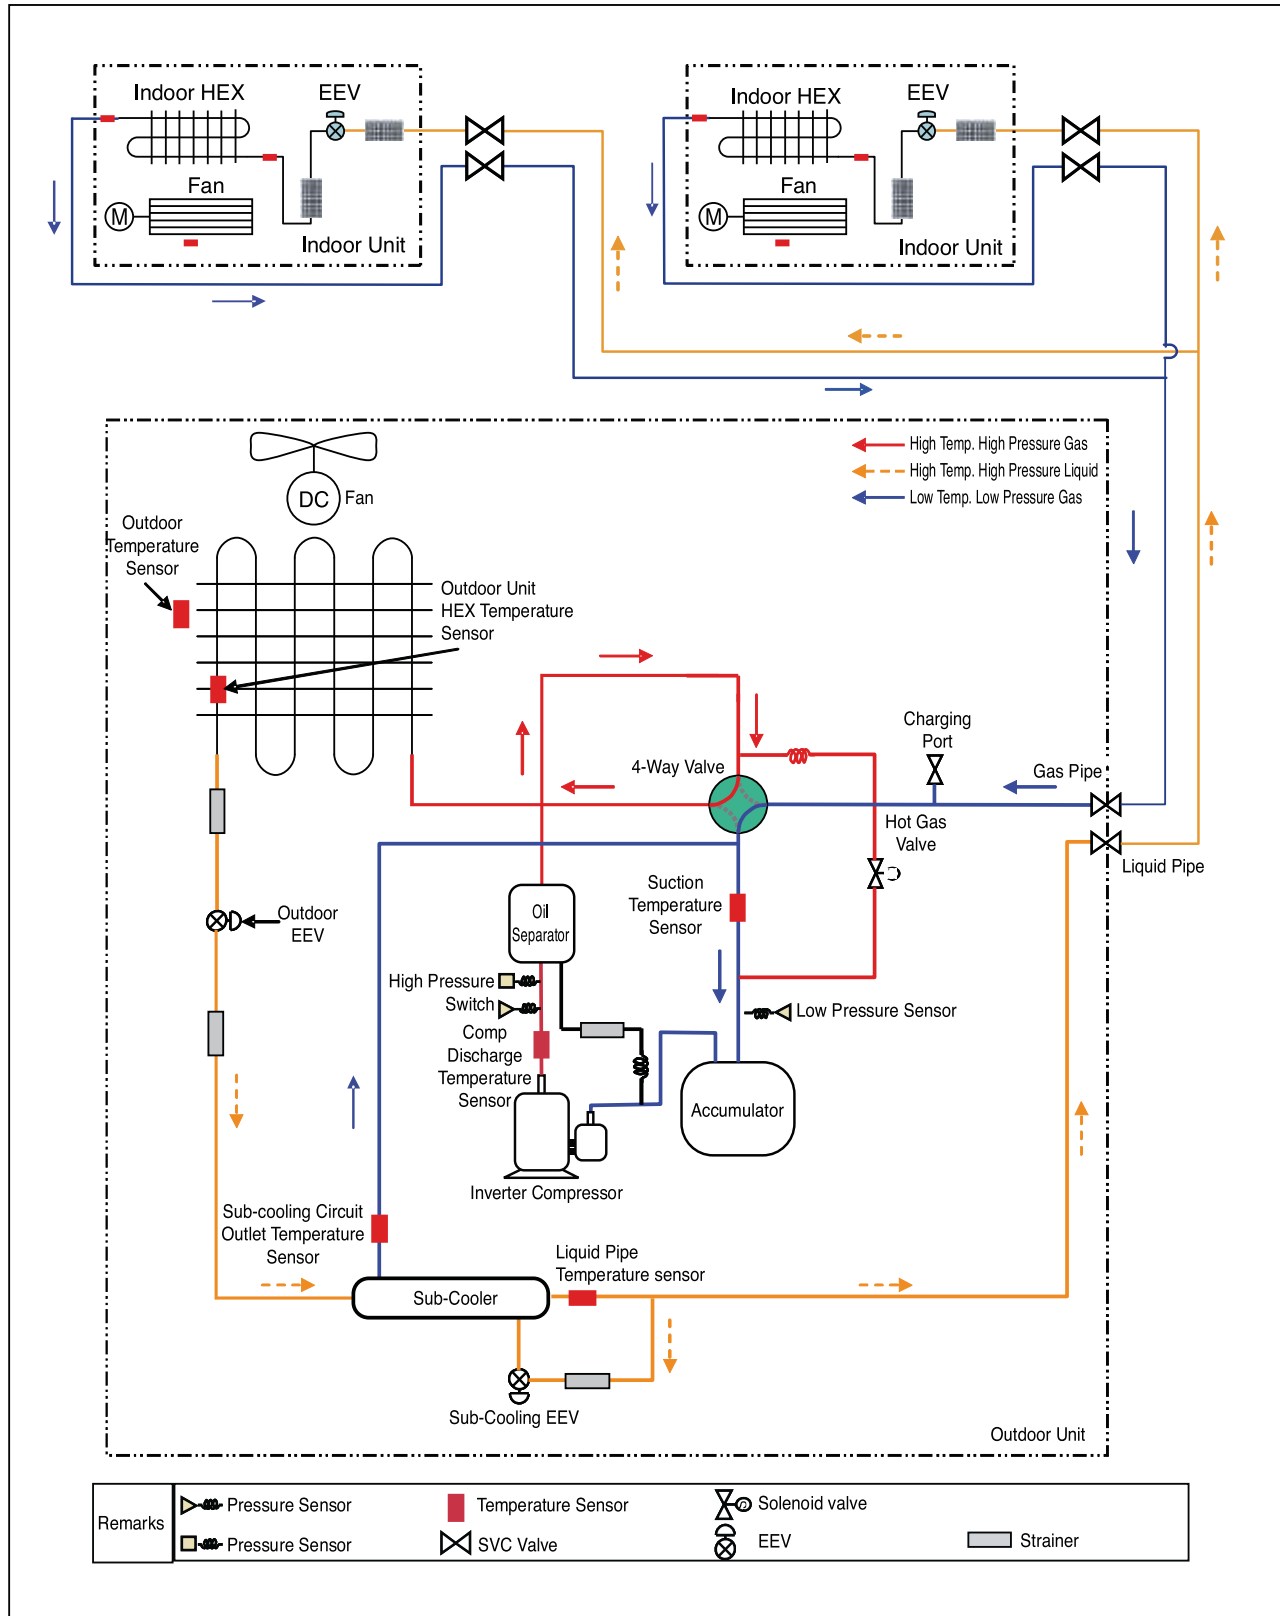 Indoor HEX
EEV
Fan
M
Indoor Unit
Indoor HEX
EEV
Fan
M
Indoor Unit
High Temp. High Pressure Gas
High Temp. High Pressure Liquid
Low Temp. Low Pressure Gas
DC
Fan
Outdoor
Temperature
Sensor
Outdoor Unit
HEX Temperature
Sensor
4-Way Valve
Charging
Port
Gas Pipe
Hot Gas
Valve
Liquid Pipe
Suction
Temperature
Sensor
Outdoor
EEV
Oil
Separator
High Pressure
Switch
Low Pressure Sensor
Comp
Discharge
Temperature
Sensor
Accumulator
Inverter Compressor
Sub-cooling Circuit
Outlet Temperature
Sensor
Liquid Pipe
Temperature sensor
Sub-Cooler
Sub-Cooling EEV
Outdoor Unit
Remarks
Pressure Sensor
Temperature Sensor
Solenoid valve
Pressure Sensor
SVC Valve
EEV
Strainer